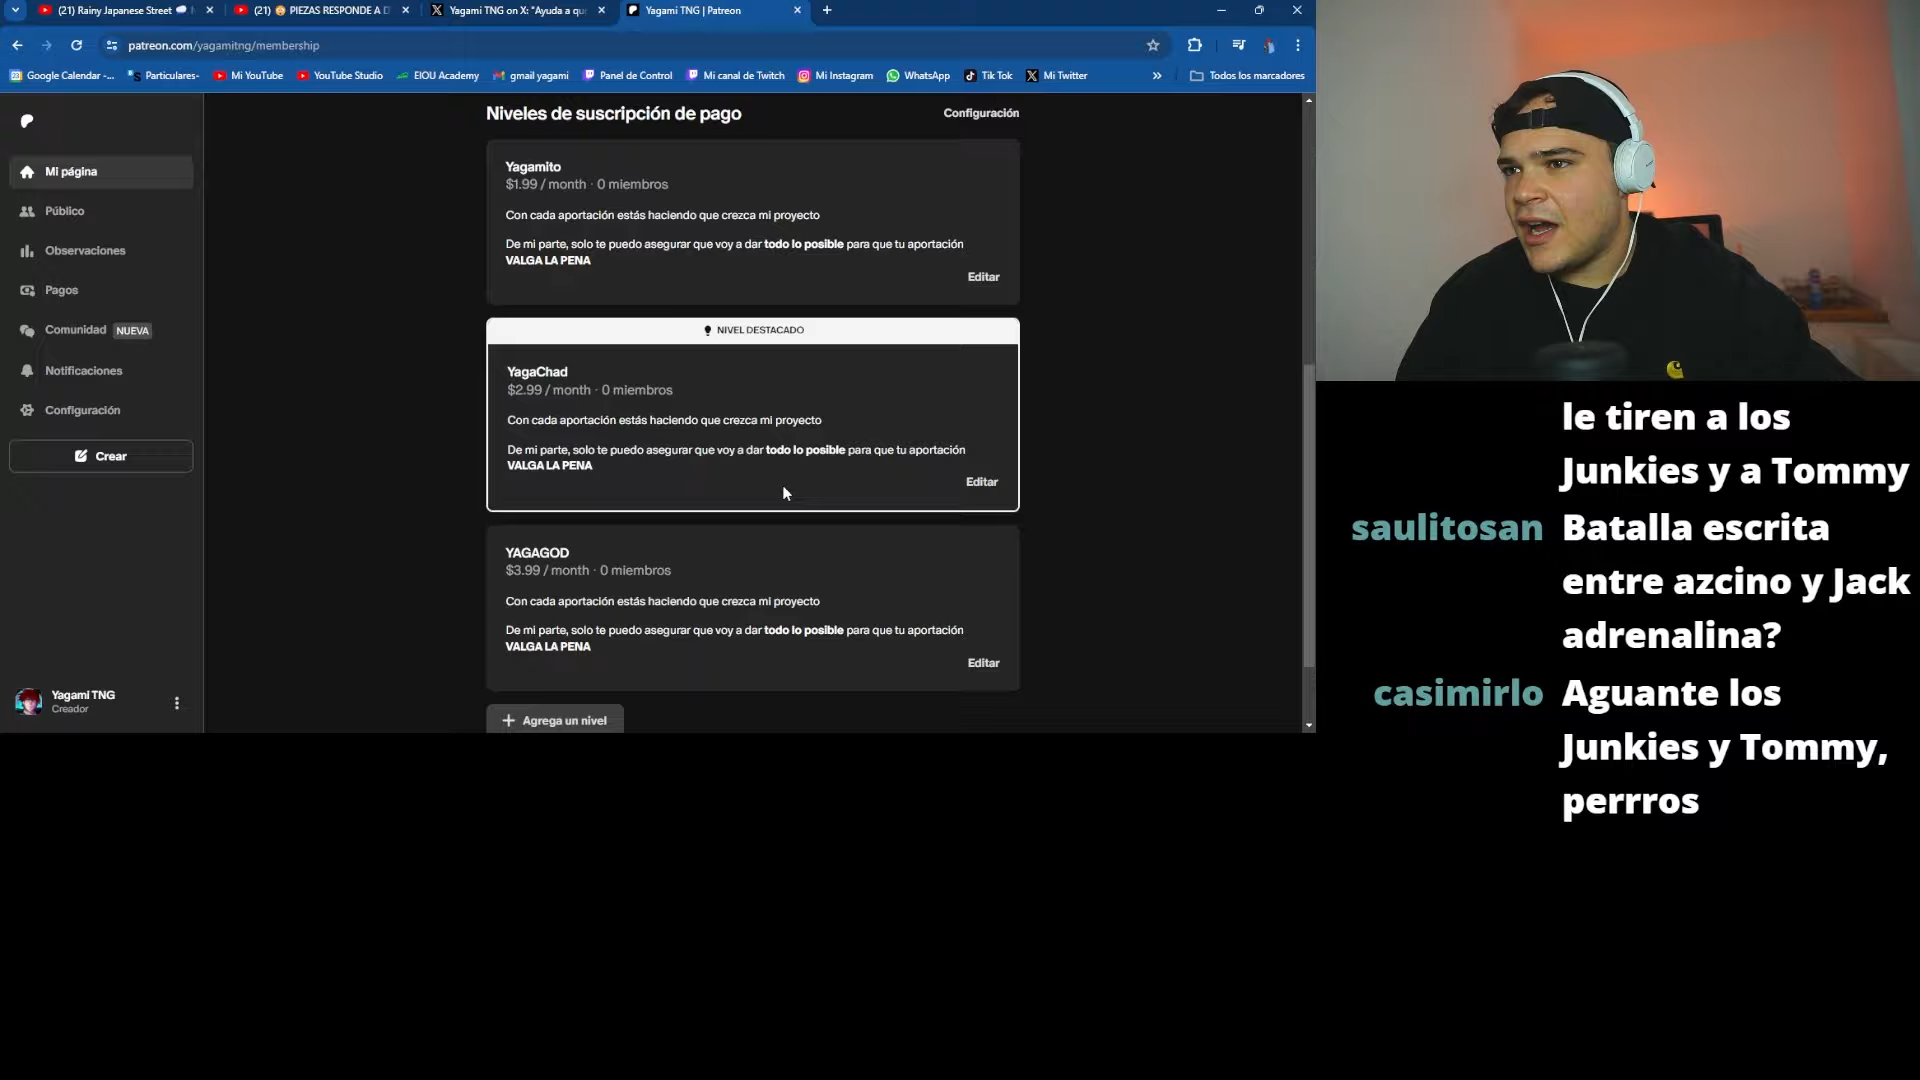 (21) Rainy Japanese Street
(21) PIEZAS RESPONDE A D
Yagami TNG on X: "Ayuda a qu
Yagami TNG | Patreon
patreon.com/yagamitng/membership
Google Calendar -...
Particulares-
Mi YouTube
YouTube Studio
EIOU Academy
gmail yagami
Panel de Control
Mi canal de Twitch
Mi Instagram
WhatsApp
Tik Tok
Mi Twitter
»
Todos los marcadores
Mi página
Público
Observaciones
Pagos
Comunidad NUEVA
Notificaciones
Configuración
Crear
Yagami TNG
Creador
Niveles de suscripción de pago
Configuración
Yagamito
$1.99 / month · 0 miembros
Con cada aportación estás haciendo que crezca mi proyecto
De mi parte, solo te puedo asegurar que voy a dar todo lo posible para que tu aportación
VALGA LA PENA
Editar
NIVEL DESTACADO
YagaChad
$2.99 / month · 0 miembros
Con cada aportación estás haciendo que crezca mi proyecto
De mi parte, solo te puedo asegurar que voy a dar todo lo posible para que tu aportación
VALGA LA PENA
Editar
YAGAGOD
$3.99 / month · 0 miembros
Con cada aportación estás haciendo que crezca mi proyecto
De mi parte, solo te puedo asegurar que voy a dar todo lo posible para que tu aportación
VALGA LA PENA
Editar
+ Agrega un nivel
le tiren a los
Junkies y a Tommy
saulitosan Batalla escrita
entre azcino y Jack
adrenalina?
casimirlo Aguante los
Junkies y Tommy,
perrros